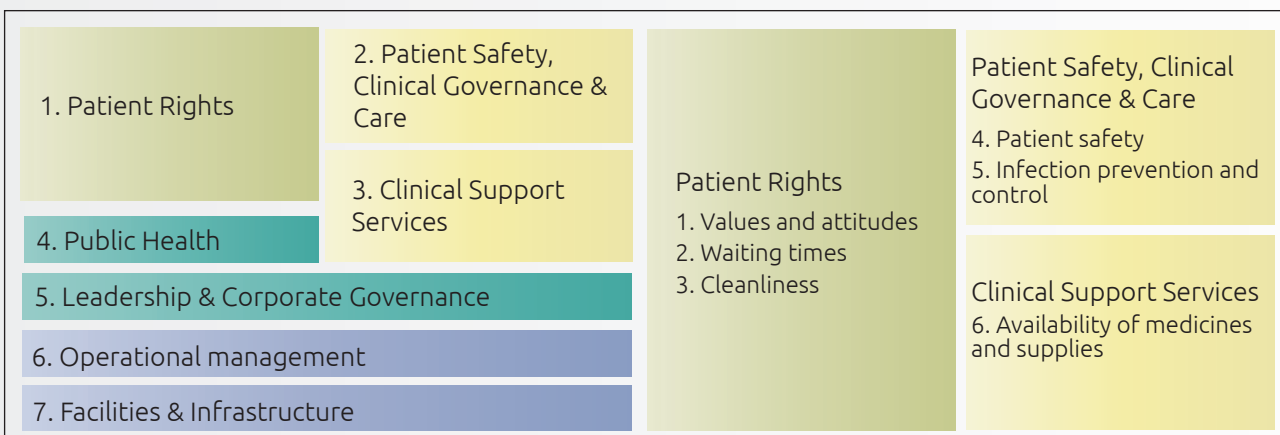 1. Patient Rights
2. Patient Safety,
Clinical Governance &
Care
3. Clinical Support
Services
4. Public Health
5. Leadership & Corporate Governance
6. Operational management
7. Facilities & Infrastructure
Patient Rights
1. Values and attitudes
2. Waiting times
3. Cleanliness
Patient Safety, Clinical
Governance & Care
4. Patient safety
5. Infection prevention and
control
Clinical Support Services
6. Availability of medicines
and supplies